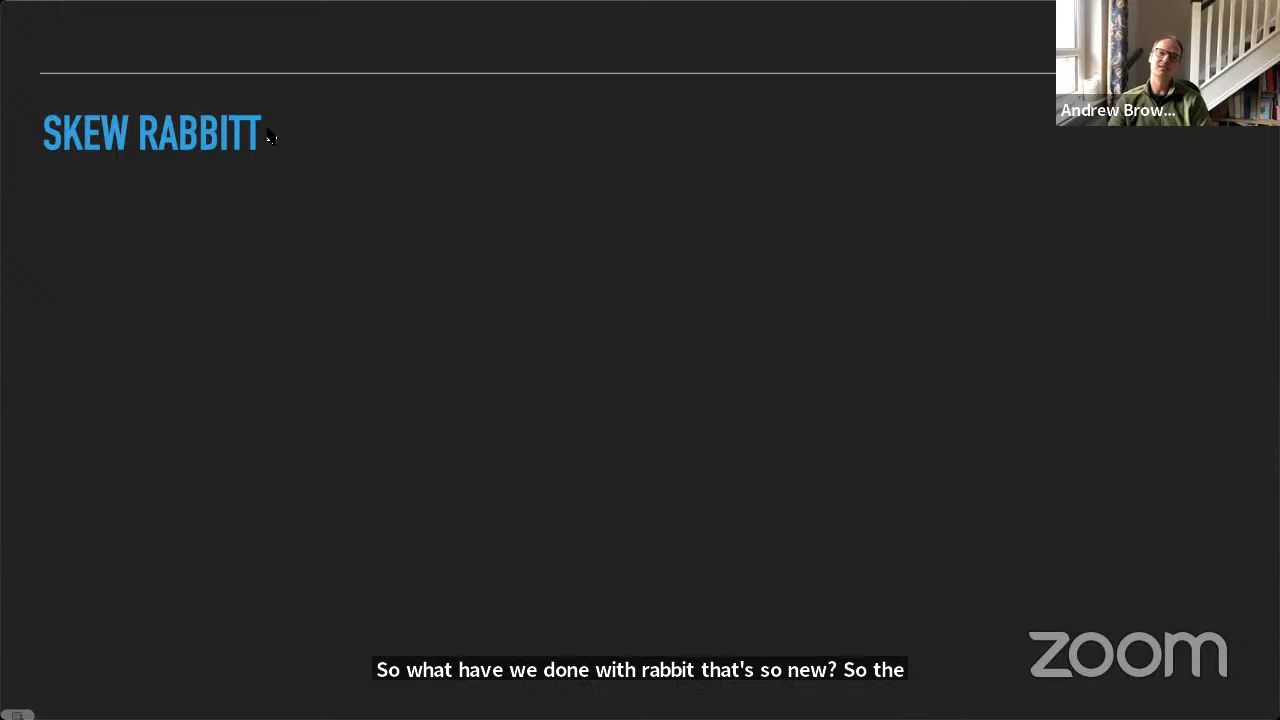 SKEW RABBITT
Andrew Brow...
So what have we done with rabbit that's so new? So the
zoom